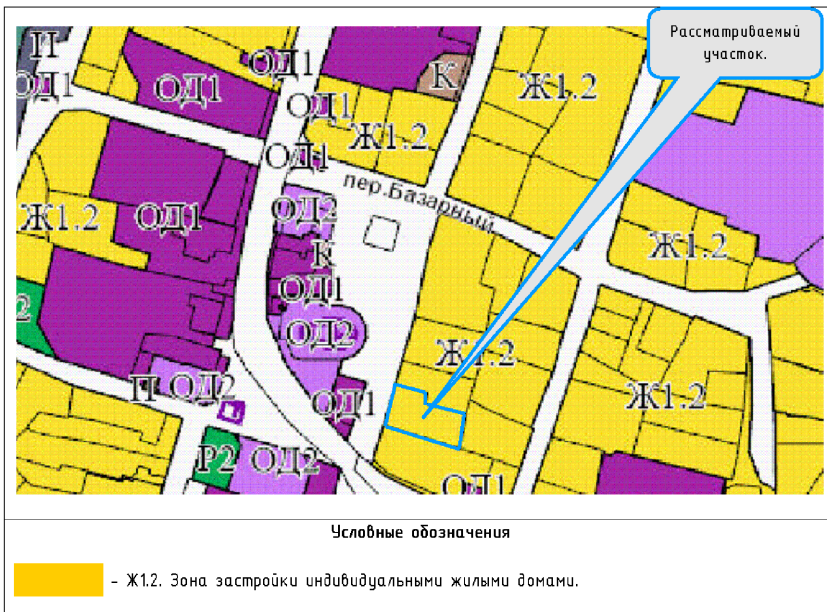 Рассматриваемый
участок.
П
ОД1
ОД1
ОД1
К
Ж1.2
ОД1
Ж1.2
ОД1
пер.Базарный
Ж1.2
ОД1
ОД2
К
Ж1.2
2
ОД1
ОД2
Ж1.2
П
ОД2
ОД1
Ж1.2
Р2
ОД2
ОД1
Условные обозначения
- Ж1.2. Зона застройки индивидуальными жилыми домами.